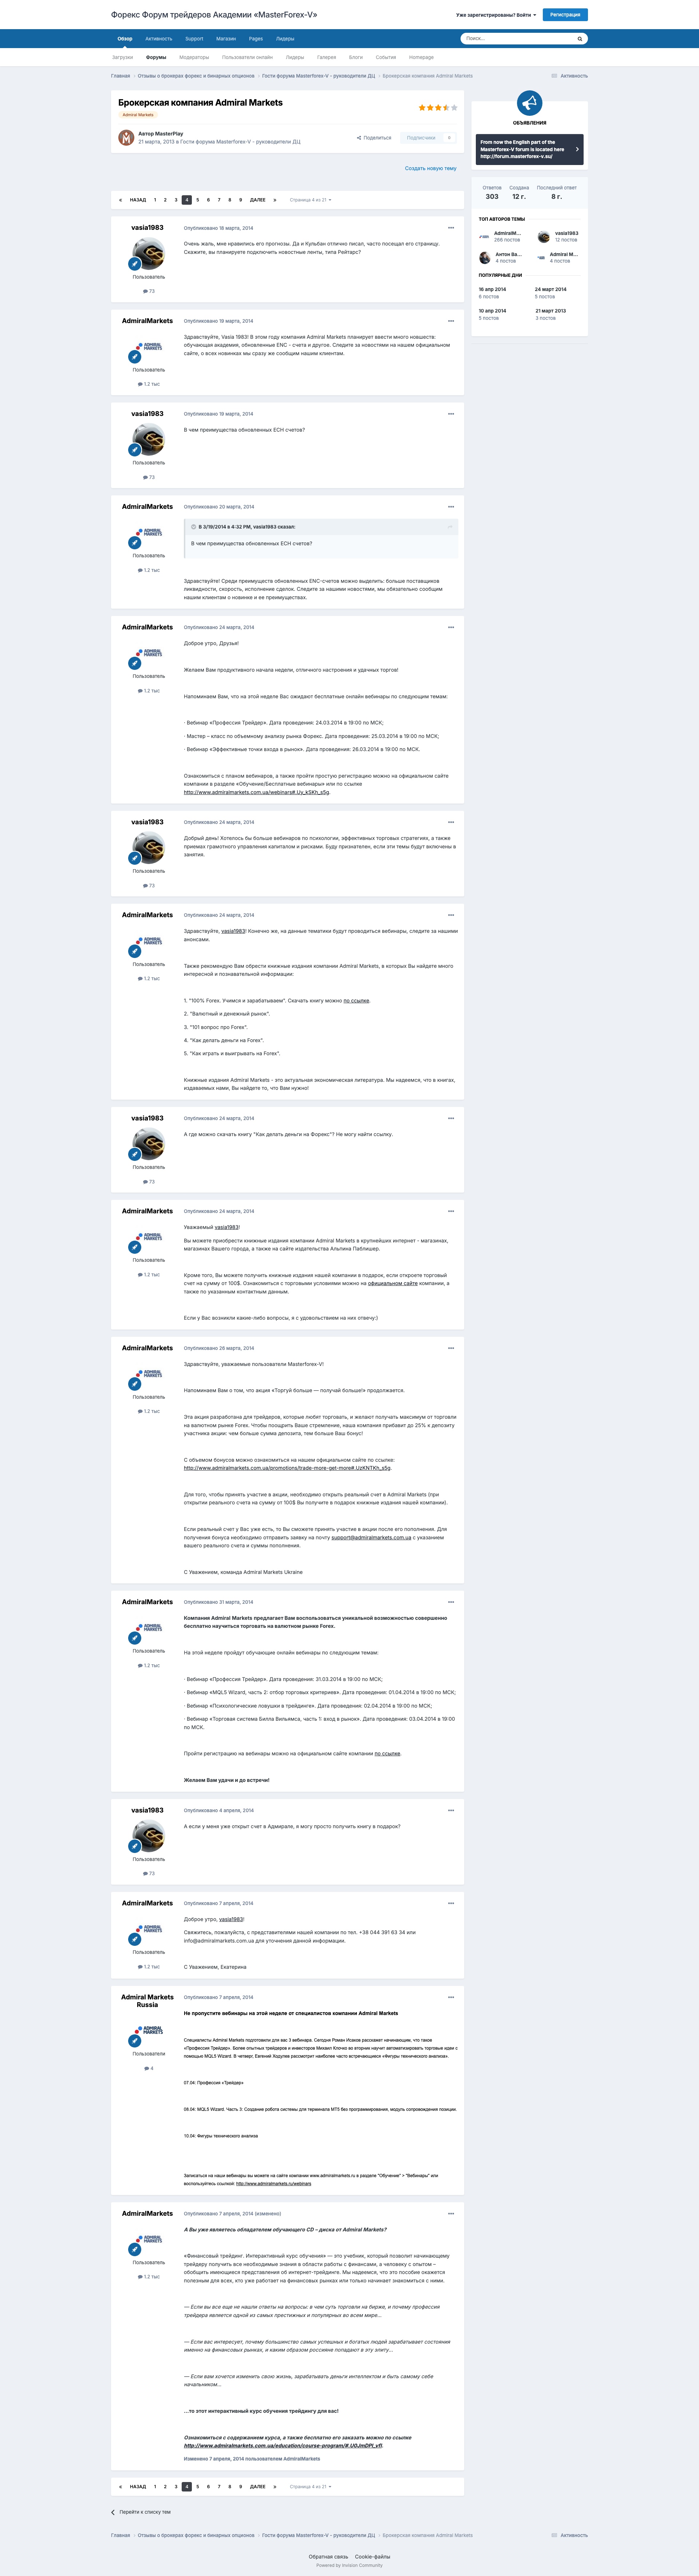 Форекс Форум трейдеров Академии «MasterForex-V»
Уже зарегистрированы? Войти
Регистрация
Обзор Активность Support Магазин Pages Лидеры
Поиск...
Загрузки Форумы Модераторы Пользователи онлайн Лидеры Галерея Блоги События Homepage
Главная Отзывы о брокерах форекс и бинарных опционов Гости форума Masterforex-V - руководители ДЦ Брокерская компания Admiral Markets
Активность
Брокерская компания Admiral Markets
Admiral Markets
Автор MasterPlay
21 марта, 2013 в Гости форума Masterforex-V - руководители ДЦ
Поделиться
Подписчики 0
Создать новую тему
« НАЗАД 1 2 3 4 5 6 7 8 9 ДАЛЕЕ » Страница 4 из 21
ОБЪЯВЛЕНИЯ
From now the English part of the
Masterforex-V forum is located here
http://forum.masterforex-v.su/
Ответов Создана Последний ответ
303 12 г. 8 г.
ТОП АВТОРОВ ТЕМЫ
AdmiralM...
266 постов
vasia1983
12 постов
Антон Ва...
4 постов
Admiral M...
4 постов
ПОПУЛЯРНЫЕ ДНИ
16 апр 2014
6 постов
24 март 2014
5 постов
10 апр 2014
5 постов
21 март 2013
3 постов
vasia1983
Пользователь
73
Опубликовано 18 марта, 2014
Очень жаль, мне нравились его прогнозы. Да и Кульбан отлично писал, часто посещал его страницу.
Скажите, вы планируете подключить новостные ленты, типа Рейтарс?
AdmiralMarkets
Пользователь
1,2 тыс
Опубликовано 19 марта, 2014
Здравствуйте, Vasia 1983! В этом году компания Admiral Markets планирует ввести много новшеств:
обучающая академия, обновленные ENC - счета и другое. Следите за новостями на нашем официальном
сайте, о всех новинках мы сразу же сообщим нашим клиентам.
vasia1983
Пользователь
73
Опубликовано 19 марта, 2014
В чем преимущества обновленных ЕСН счетов?
AdmiralMarkets
Пользователь
1,2 тыс
Опубликовано 20 марта, 2014
В 3/19/2014 в 4:32 PM, vasia1983 сказал:
В чем преимущества обновленных ЕСН счетов?
Здравствуйте! Среди преимуществ обновленных ENC-счетов можно выделить: больше поставщиков
ликвидности, скорость, исполнение сделок. Следите за нашими новостями, мы обязательно сообщим
нашим клиентам о новинке и ее преимуществах.
AdmiralMarkets
Пользователь
1,2 тыс
Опубликовано 24 марта, 2014
Доброе утро, Друзья!
Желаем Вам продуктивного начала недели, отличного настроения и удачных торгов!
Напоминаем Вам, что на этой неделе Вас ожидают бесплатные онлайн вебинары по следующим темам:
· Вебинар «Профессия Трейдер». Дата проведения: 24.03.2014 в 19:00 по МСК;
· Мастер – класс по объемному анализу рынка Форекс. Дата проведения: 25.03.2014 в 19:00 по МСК;
· Вебинар «Эффективные точки входа в рынок». Дата проведения: 26.03.2014 в 19:00 по МСК.
Ознакомиться с планом вебинаров, а также пройти простую регистрацию можно на официальном сайте
компании в разделе «Обучение/Бесплатные вебинары» или по ссылке
http://www.admiralmarkets.com.ua/webinars#.Uy_kSKh_s5g.
vasia1983
Пользователь
73
Опубликовано 24 марта, 2014
Добрый день! Хотелось бы больше вебинаров по психологии, эффективных торговых стратегиях, а также
приемах грамотного управления капиталом и рисками. Буду признателен, если эти темы будут включены в
занятия.
AdmiralMarkets
Пользователь
1,2 тыс
Опубликовано 24 марта, 2014
Здравствуйте, vasia1983! Конечно же, на данные тематики будут проводиться вебинары, следите за нашими
анонсами.
Также рекомендую Вам обрести книжные издания компании Admiral Markets, в которых Вы найдете много
интересной и познавательной информации:
1. "100% Forex. Учимся и зарабатываем". Скачать книгу можно по ссылке.
2. "Валютный и денежный рынок".
3. "101 вопрос про Forex".
4. "Как делать деньги на Forex".
5. "Как играть и выигрывать на Forex".
Книжные издания Admiral Markets - это актуальная экономическая литература. Мы надеемся, что в книгах,
издаваемых нами, Вы найдете то, что Вам нужно!
vasia1983
Пользователь
73
Опубликовано 24 марта, 2014
А где можно скачать книгу "Как делать деньги на Форекс"? Не могу найти ссылку.
AdmiralMarkets
Пользователь
1,2 тыс
Опубликовано 24 марта, 2014
Уважаемый vasia1983!
Вы можете приобрести книжные издания компании Admiral Markets в крупнейших интернет - магазинах,
магазинах Вашего города, а также на сайте издательства Альпина Паблишер.
Кроме того, Вы можете получить книжные издания нашей компании в подарок, если откроете торговый
счет на сумму от 100$. Ознакомиться с торговыми условиями можно на официальном сайте компании, а
также по указанным контактным данным.
Если у Вас возникли какие-либо вопросы, я с удовольствием на них отвечу:)
AdmiralMarkets
Пользователь
1,2 тыс
Опубликовано 26 марта, 2014
Здравствуйте, уважаемые пользователи Masterforex-V!
Напоминаем Вам о том, что акция «Торгуй больше — получай больше!» продолжается.
Эта акция разработана для трейдеров, которые любят торговать, и желают получать максимум от торговли
на валютном рынке Forex. Чтобы поощрить Ваше стремление, наша компания прибавит до 25% к депозиту
участника акции: чем больше сумма депозита, тем больше Ваш бонус!
С объемом бонусов можно ознакомиться на нашем официальном сайте по ссылке:
http://www.admiralmarkets.com.ua/promotions/trade-more-get-more#.UzKNTKh_s5g.
Для того, чтобы принять участие в акции, необходимо открыть реальный счет в Admiral Markets (при
открытии реального счета на сумму от 100$ Вы получите в подарок книжные издания нашей компании).
Если реальный счет у Вас уже есть, то Вы сможете принять участие в акции после его пополнения. Для
получения бонуса необходимо отправить заявку на почту support@admiralmarkets.com.ua с указанием
вашего реального счета и суммы пополнения.
С Уважением, команда Admiral Markets Ukraine
AdmiralMarkets
Пользователь
1,2 тыс
Опубликовано 31 марта, 2014
Компания Admiral Markets предлагает Вам воспользоваться уникальной возможностью совершенно
бесплатно научиться торговать на валютном рынке Forex.
На этой неделе пройдут обучающие онлайн вебинары по следующим темам:
· Вебинар «Профессия Трейдер». Дата проведения: 31.03.2014 в 19:00 по МСК;
· Вебинар «MQL5 Wizard, часть 2: отбор торговых критериев». Дата проведения: 01.04.2014 в 19:00 по МСК;
· Вебинар «Психологические ловушки в трейдинге». Дата проведения: 02.04.2014 в 19:00 по МСК;
· Вебинар «Торговая система Билла Вильямса, часть 1: вход в рынок». Дата проведения: 03.04.2014 в 19:00
по МСК.
Пройти регистрацию на вебинары можно на официальном сайте компании по ссылке.
Желаем Вам удачи и до встречи!
vasia1983
Пользователь
73
Опубликовано 4 апреля, 2014
А если у меня уже открыт счет в Адмирале, я могу просто получить книгу в подарок?
AdmiralMarkets
Пользователь
1,2 тыс
Опубликовано 7 апреля, 2014
Доброе утро, vasia1983!
Свяжитесь, пожалуйста, с представителями нашей компании по тел. +38 044 391 63 34 или
info@admiralmarkets.com.ua для уточнения данной информации.
С Уважением, Екатерина
Admiral Markets
Russia
Пользователи
4
Опубликовано 7 апреля, 2014
Не пропустите вебинары на этой неделе от специалистов компании Admiral Markets
Специалисты Admiral Markets подготовили для вас 3 вебинара. Сегодня Роман Исаков расскажет начинающим, что такое
«Профессия Трейдер». Более опытных трейдеров и инвесторов Михаил Клочко во вторник научит автоматизировать торговые идеи с
помощью MQL5 Wizard. В четверг, Евгений Ходулев рассмотрит наиболее часто встречающиеся «Фигуры технического анализа».
07.04: Профессия «Трейдер»
08.04: MQL5 Wizard. Часть 3: Создание робота системы для терминала МТ5 без программирования, модуль сопровождения позиции.
10.04: Фигуры технического анализа
Записаться на наши вебинары вы можете на сайте компании www.admiralmarkets.ru в разделе "Обучение" > "Вебинары" или
воспользуйтесь ссылкой: http://www.admiralmarkets.ru/webinars
AdmiralMarkets
Пользователь
1,2 тыс
Опубликовано 7 апреля, 2014 (изменено)
А Вы уже являетесь обладателем обучающего CD – диска от Admiral Markets?
«Финансовый трейдинг. Интерактивный курс обучения» — это учебник, который позволит начинающему
трейдеру получить все необходимые знания в области работы с финансами, а человеку с опытом –
обобщить имеющиеся представления об интернет-трейдинге. Мы надеемся, что это пособие окажется
полезным для всех, кто уже работает на финансовых рынках или только начинает знакомиться с ними.
— Если вы все еще не нашли ответы на вопросы: в чем суть торговли на бирже, и почему профессия
трейдера является одной из самых престижных и популярных во всем мире...
— Если вас интересует, почему большинство самых успешных и богатых людей зарабатывает состояния
именно на финансовых рынках, и каким образом россияне попадают в эту элиту...
— Если вам хочется изменить свою жизнь, зарабатывать деньги интеллектом и быть самому себе
начальником...
...то этот интерактивный курс обучения трейдингу для вас!
Ознакомиться с содержанием курса, а также бесплатно его заказать можно по ссылке
http://www.admiralmarkets.com.ua/education/course-program/#.U0JmDPl_vfI.
Изменено 7 апреля, 2014 пользователем AdmiralMarkets
« НАЗАД 1 2 3 4 5 6 7 8 9 ДАЛЕЕ » Страница 4 из 21
Перейти к списку тем
Главная Отзывы о брокерах форекс и бинарных опционов Гости форума Masterforex-V - руководители ДЦ Брокерская компания Admiral Markets
Активность
Обратная связь Cookie-файлы
Powered by Invision Community